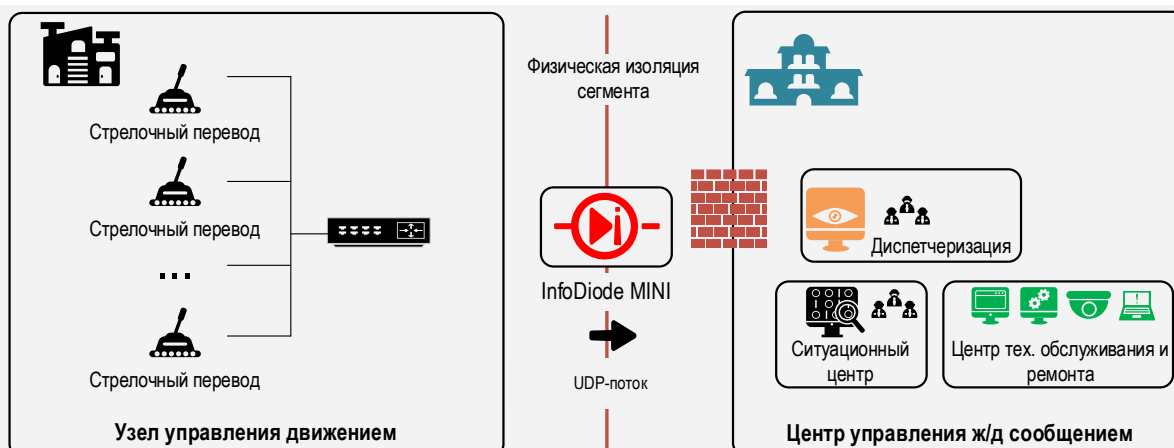 Стрелочный перевод
Стрелочный перевод
...
Стрелочный перевод
Узел управления движением
Физическая изоляция
сегмента
InfoDiode MINI
UDP-поток
Диспетчеризация
Ситуационный
центр
Центр тех. обслуживания и
ремонта
Центр управления ж/д сообщением